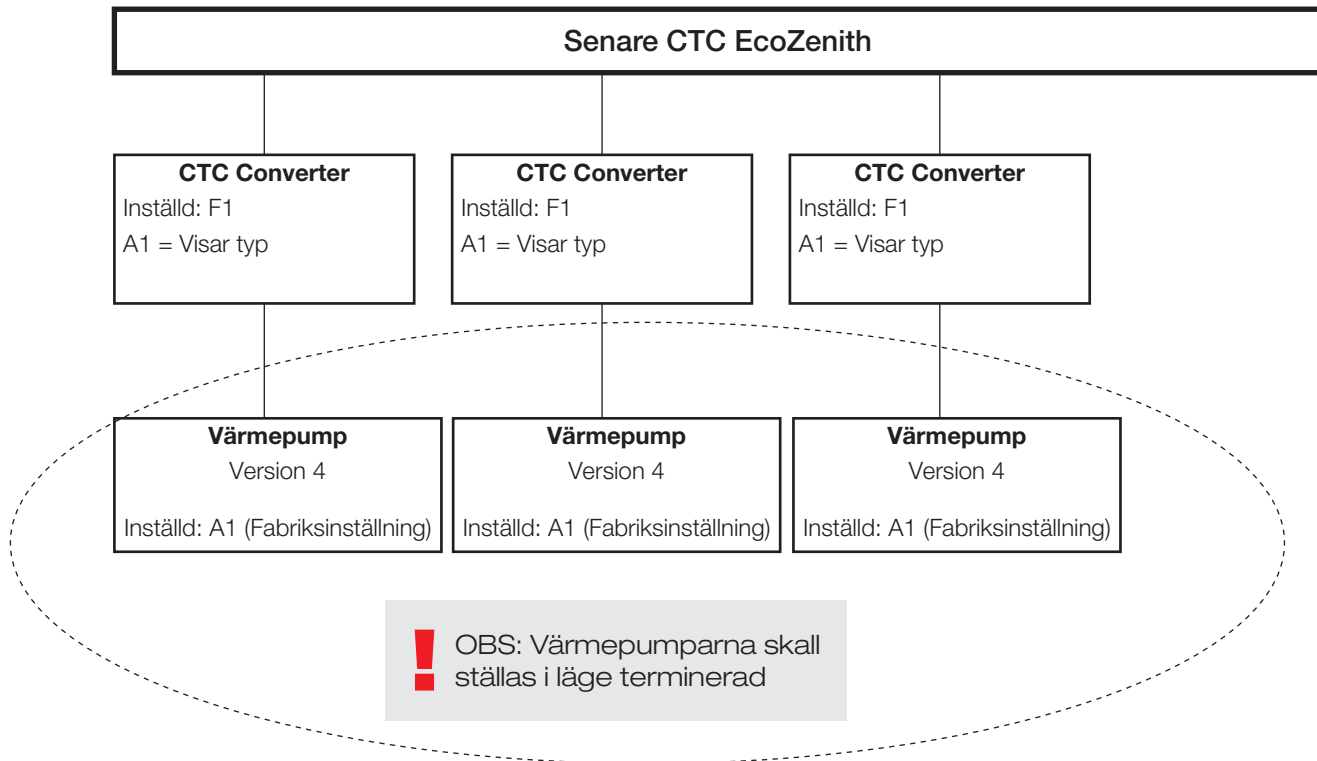 Senare CTC EcoZenith
CTC Converter
Inställd: F1
A1 = Visar typ
CTC Converter
Inställd: F1
A1 = Visar typ
CTC Converter
Inställd: F1
A1 = Visar typ
Värmepump
Version 4
Inställd: A1 (Fabriksinställning)
Värmepump
Version 4
Inställd: A1 (Fabriksinställning)
Värmepump
Version 4
Inställd: A1 (Fabriksinställning)
! OBS: Värmepumparna skall
ställas i läge terminerad